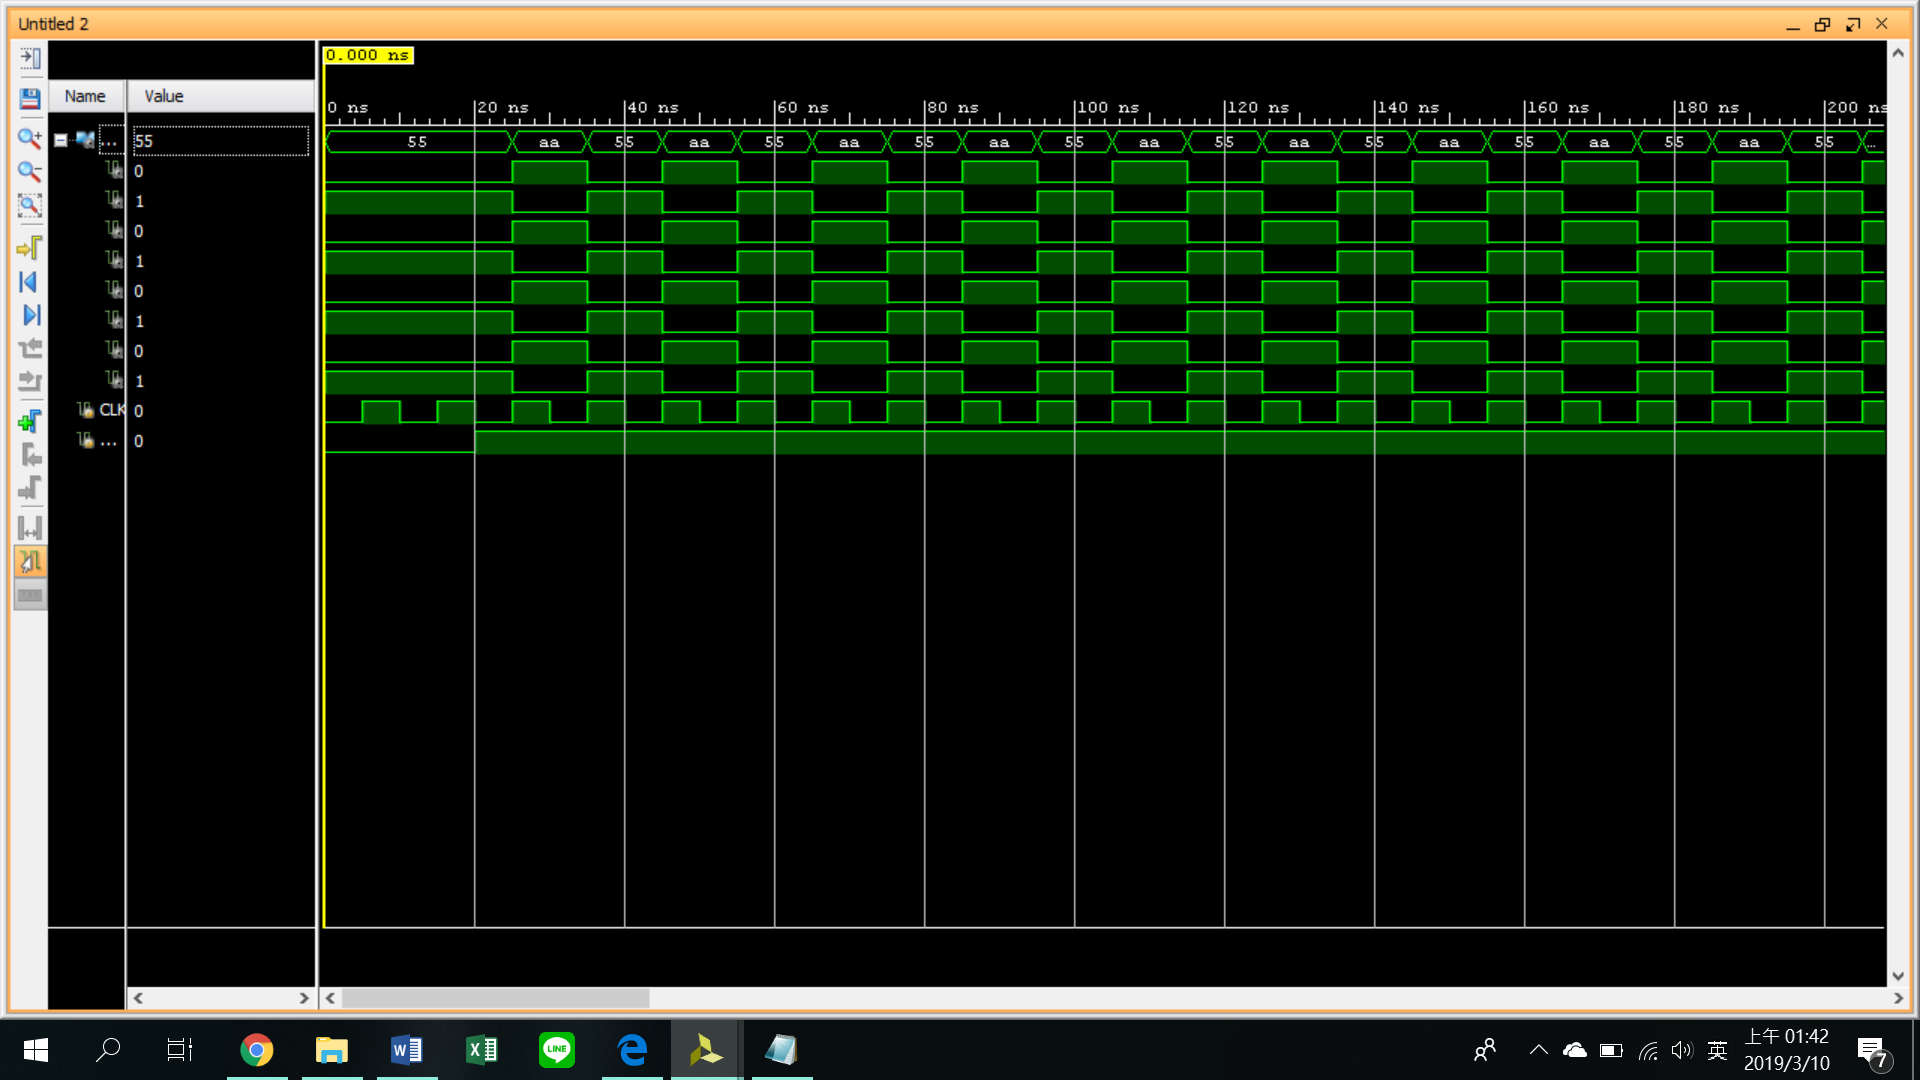 Untitled 2
0.000 ns
Name Value
0 ns 20 ns 40 ns 60 ns 80 ns 100 ns 120 ns 140 ns 160 ns 180 ns 200 ns
... 55 55 aa 55 aa 55 aa 55 aa 55 aa 55 aa 55 aa 55 aa 55 aa 55 ...
0
1
0
1
0
1
0
1
CLK 0
... 0
W X LINE 英 上午 01:42
2019/3/10 7